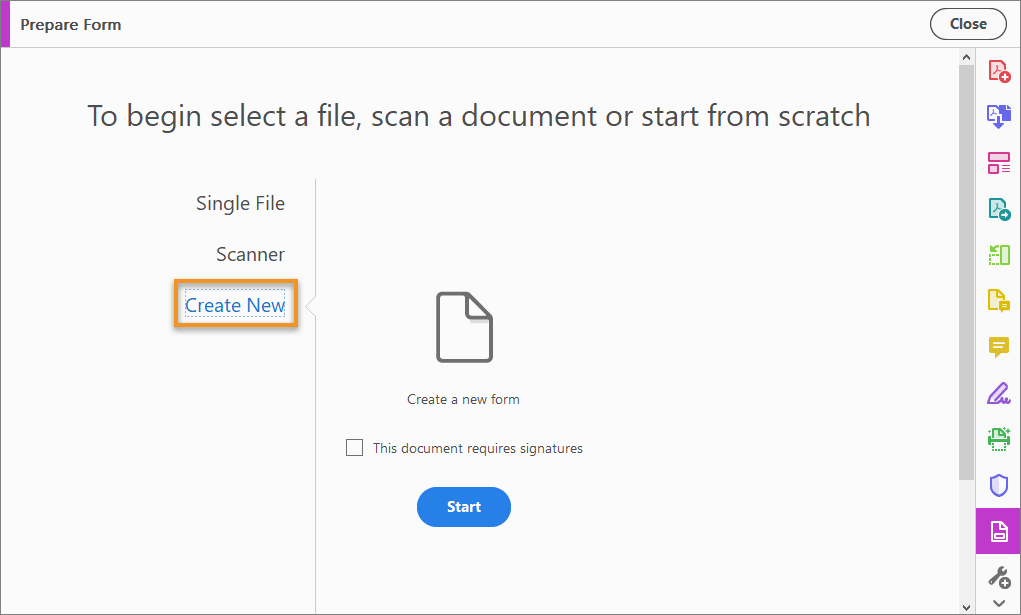 Prepare Form
Close
To begin select a file, scan a document or start from scratch
Single File
Scanner
Create New
Create a new form
This document requires signatures
Start